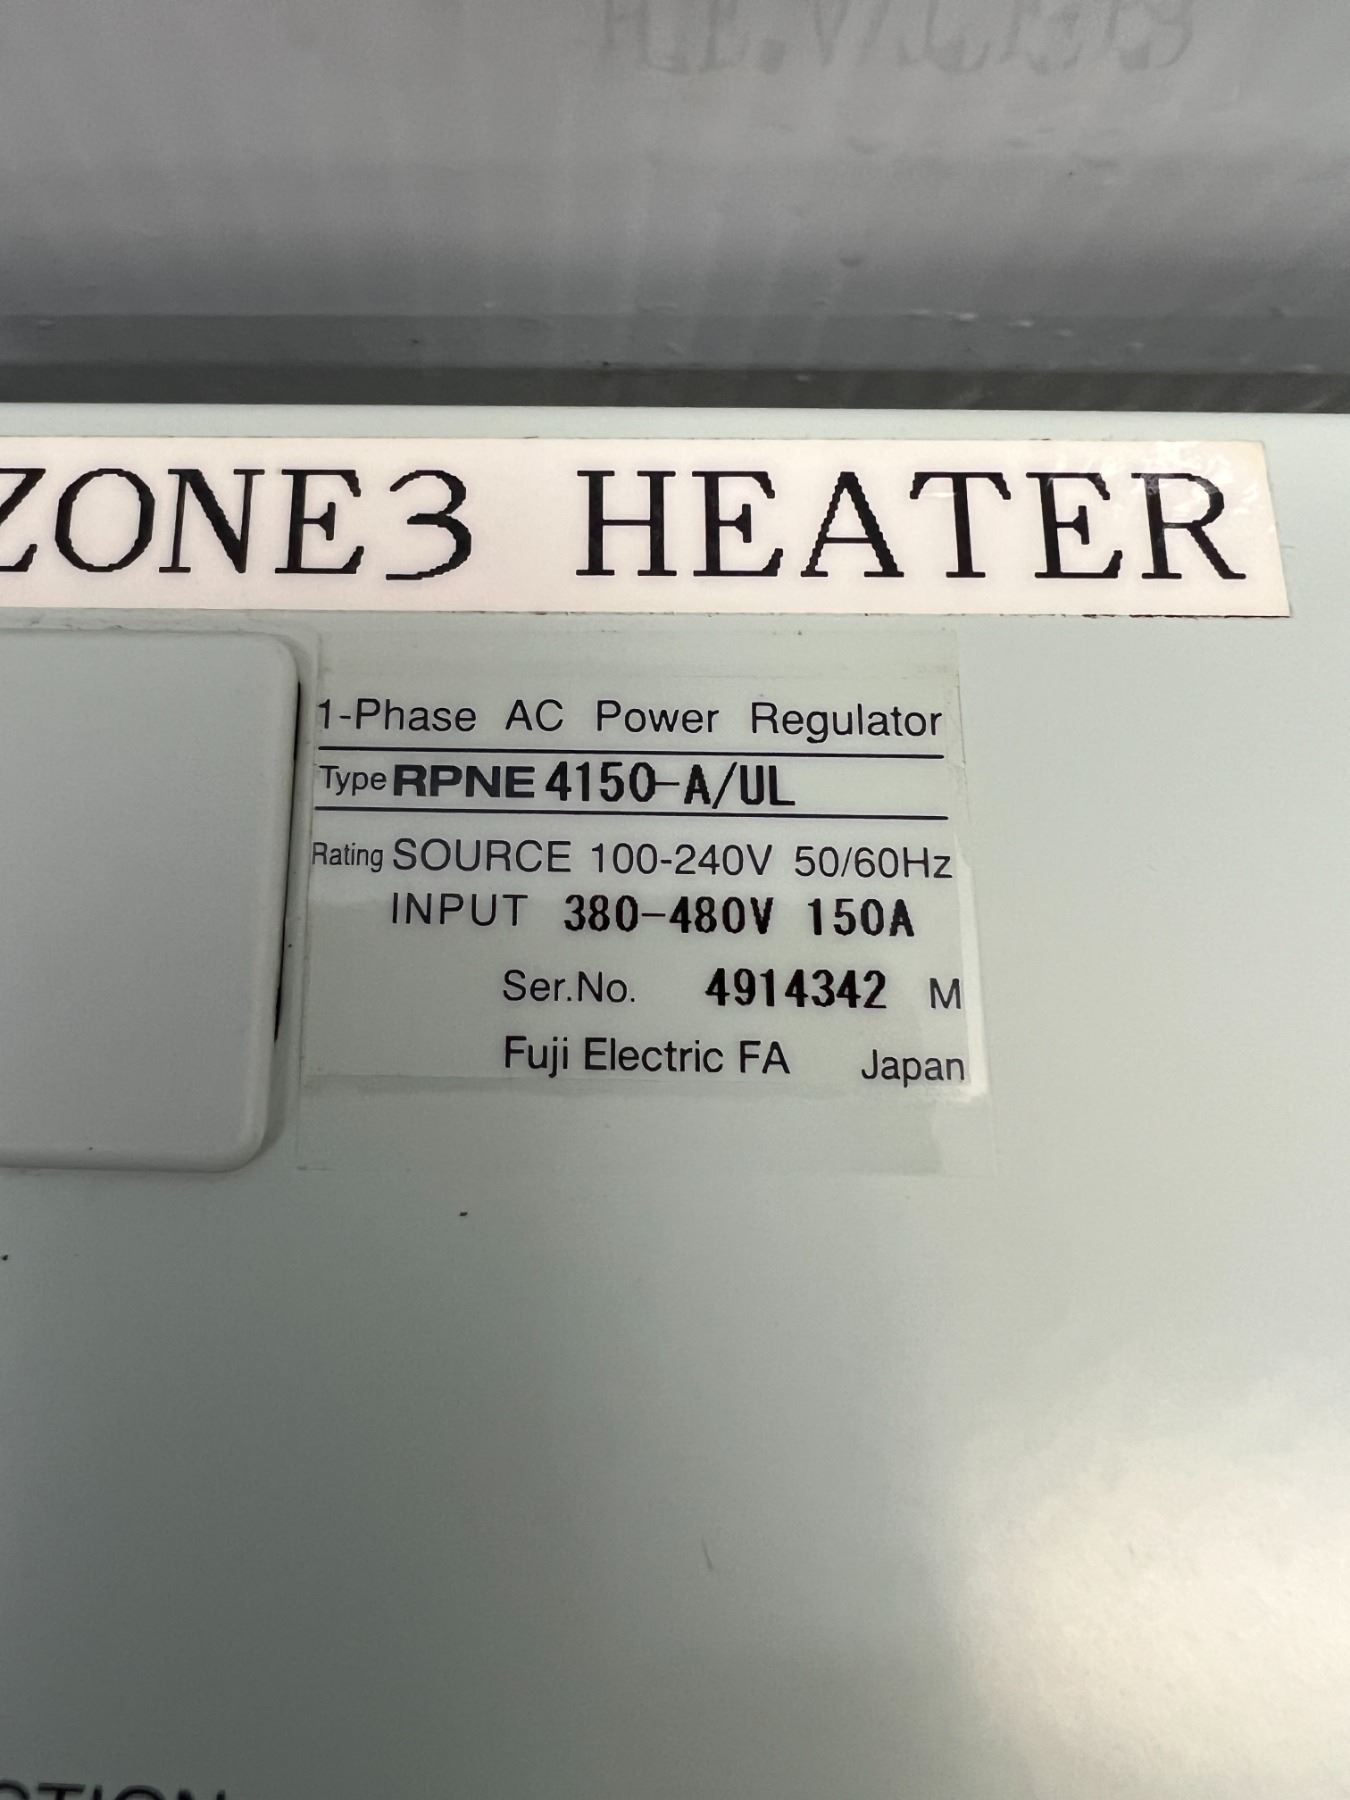 ZONE3 HEATER
1-Phase AC Power Regulator
Type RPNE 4150-A/UL
Rating SOURCE 100-240V 50/60Hz
INPUT 380-480V 150A
Ser.No. 4914342 M
Fuji Electric FA Japan